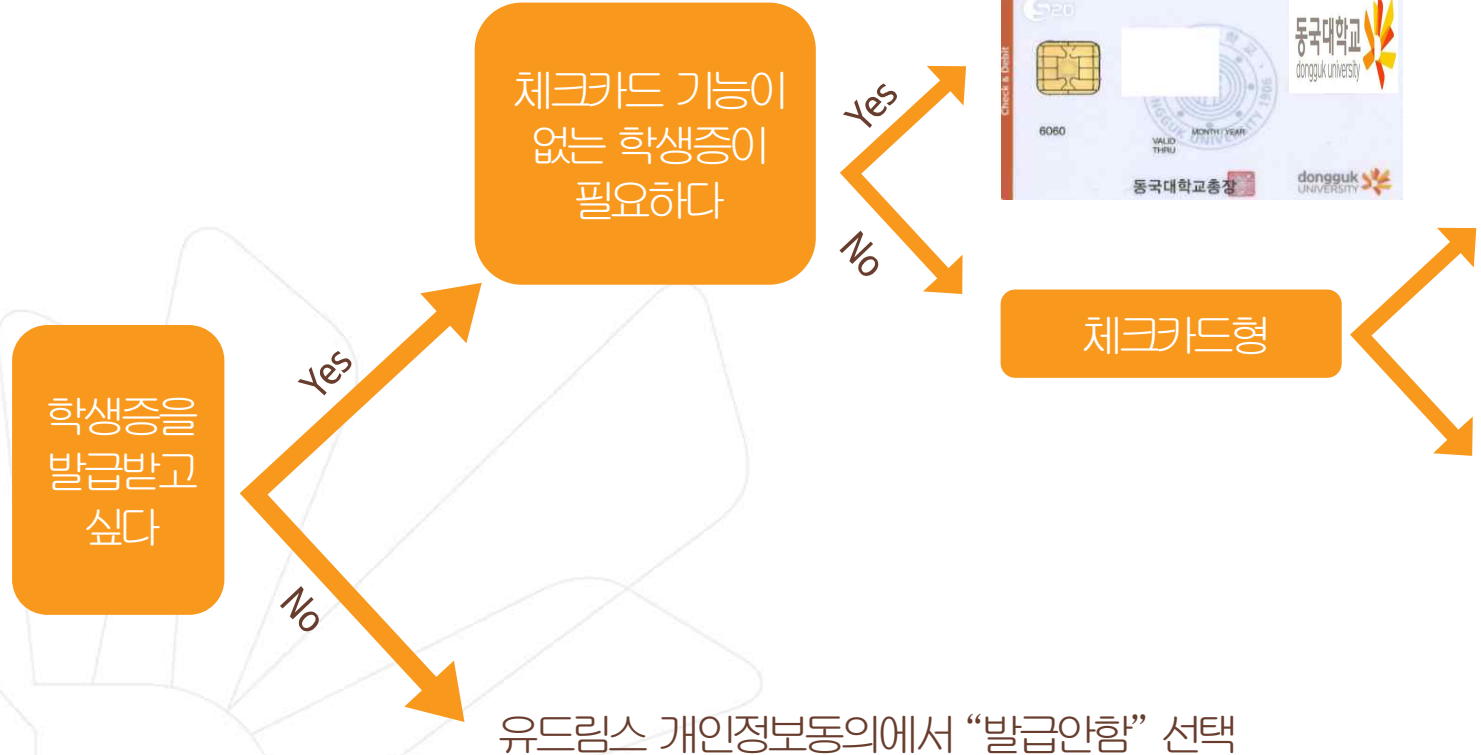 S20
동국대학교
dongguk university
Check & Debit
6060
VALID
THRU
MONTH / YEAR
동국대학교총장
dongguk
UNIVERSITY
체크카드 기능이
없는 학생증이
필요하다
Yes
No
체크카드형
학생증을
발급받고
싶다
Yes
No
유드림스 개인정보동의에서 “발급안함” 선택